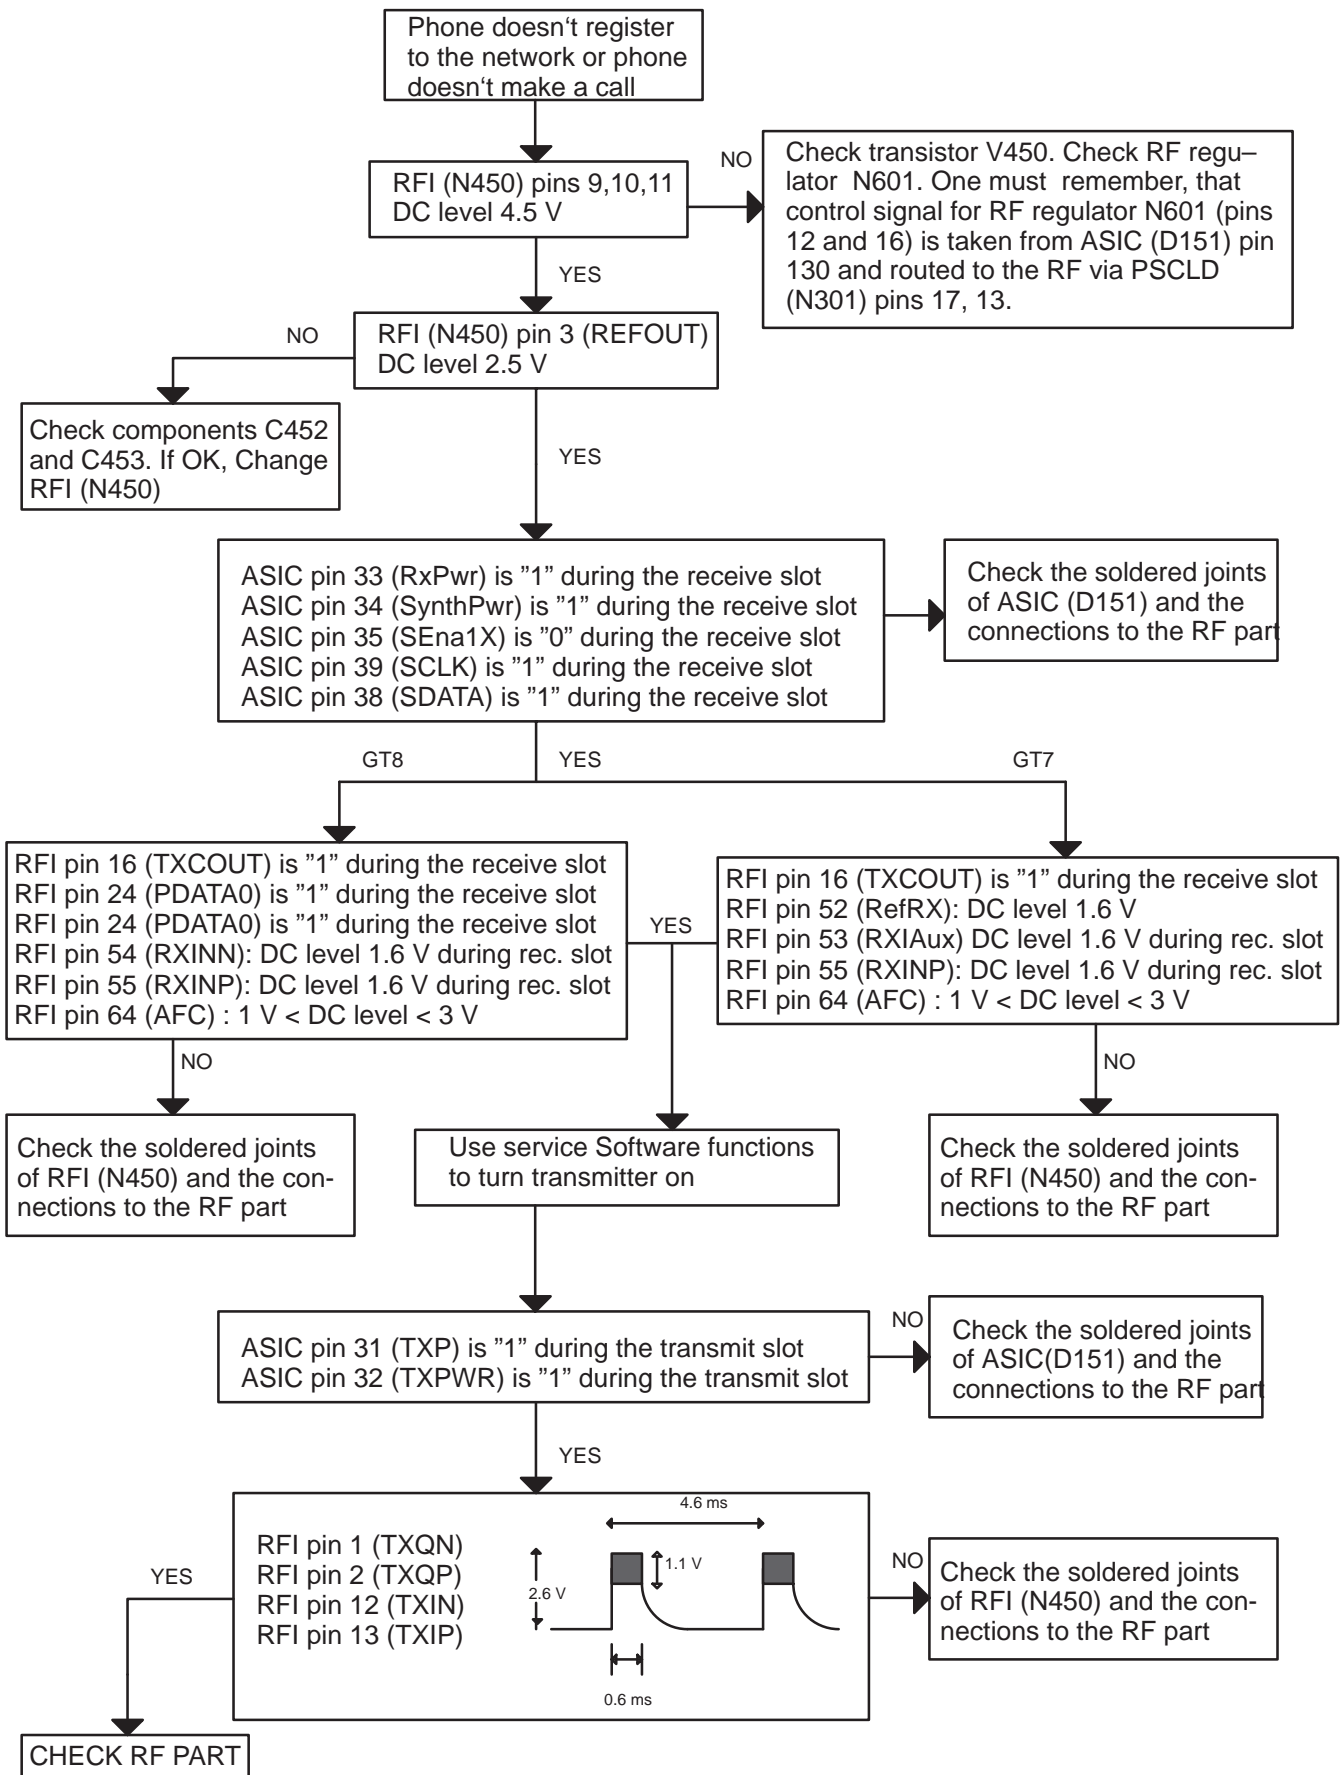 Phone doesn‘t register
to the network or phone
doesn‘t make a call
RFI (N450) pins 9,10,11
DC level 4.5 V
NO
Check transistor V450. Check RF regu–
lator N601. One must remember, that
control signal for RF regulator N601 (pins
12 and 16) is taken from ASIC (D151) pin
130 and routed to the RF via PSCLD
(N301) pins 17, 13.
YES
NO
RFI (N450) pin 3 (REFOUT)
DC level 2.5 V
Check components C452
and C453. If OK, Change
RFI (N450)
YES
ASIC pin 33 (RxPwr) is ”1” during the receive slot
ASIC pin 34 (SynthPwr) is ”1” during the receive slot
ASIC pin 35 (SEna1X) is ”0” during the receive slot
ASIC pin 39 (SCLK) is ”1” during the receive slot
ASIC pin 38 (SDATA) is ”1” during the receive slot
Check the soldered joints
of ASIC (D151) and the
connections to the RF part
GT8
YES
GT7
RFI pin 16 (TXCOUT) is ”1” during the receive slot
RFI pin 24 (PDATA0) is ”1” during the receive slot
RFI pin 24 (PDATA0) is ”1” during the receive slot
RFI pin 54 (RXINN): DC level 1.6 V during rec. slot
RFI pin 55 (RXINP): DC level 1.6 V during rec. slot
RFI pin 64 (AFC) : 1 V < DC level < 3 V
YES
RFI pin 16 (TXCOUT) is ”1” during the receive slot
RFI pin 52 (RefRX): DC level 1.6 V
RFI pin 53 (RXIAux) DC level 1.6 V during rec. slot
RFI pin 55 (RXINP): DC level 1.6 V during rec. slot
RFI pin 64 (AFC) : 1 V < DC level < 3 V
NO
NO
Check the soldered joints
of RFI (N450) and the con-
nections to the RF part
Use service Software functions
to turn transmitter on
Check the soldered joints
of RFI (N450) and the con-
nections to the RF part
ASIC pin 31 (TXP) is ”1” during the transmit slot
ASIC pin 32 (TXPWR) is ”1” during the transmit slot
NO
Check the soldered joints
of ASIC(D151) and the
connections to the RF part
YES
RFI pin 1 (TXQN)
RFI pin 2 (TXQP)
RFI pin 12 (TXIN)
RFI pin 13 (TXIP)
4.6 ms
1.1 V
2.6 V
0.6 ms
YES
NO
Check the soldered joints
of RFI (N450) and the con-
nections to the RF part
CHECK RF PART